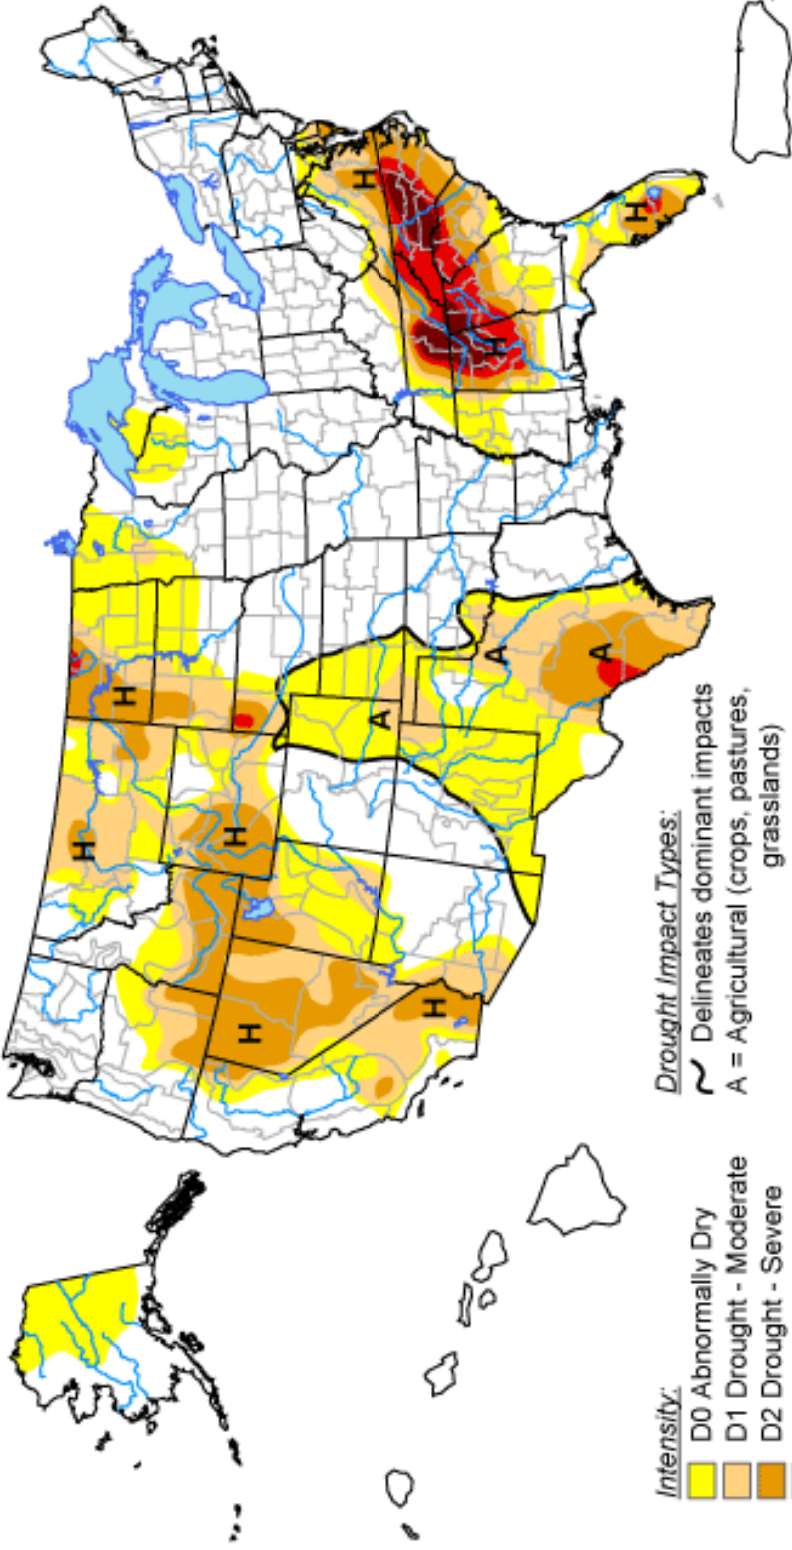 H
H
H
H
H
H
H
H
A
A
A
Intensity:
D0 Abnormally Dry
D1 Drought - Moderate
D2 Drought - Severe
Drought Impact Types:
Delineates dominant impacts
A = Agricultural (crops, pastures,
grasslands)